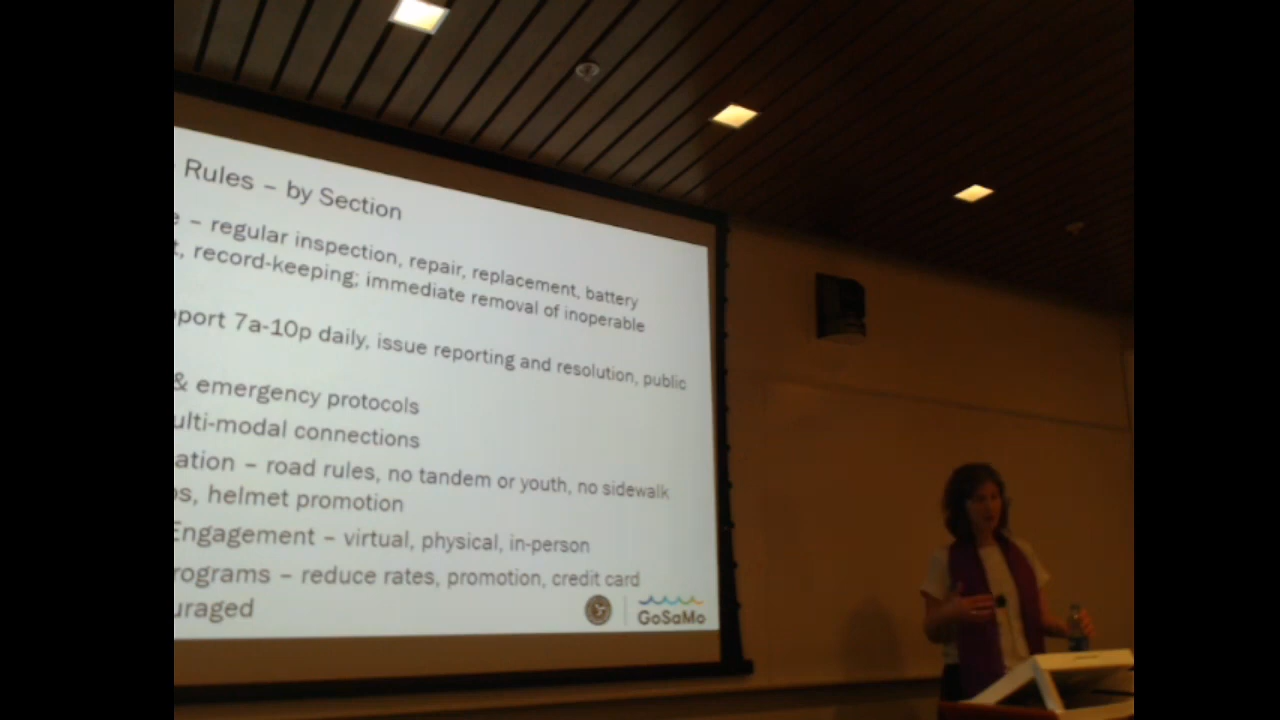 Rules – by Section
– regular inspection, repair, replacement, battery
record-keeping; immediate removal of inoperable
pport 7a-10p daily, issue reporting and resolution, public
& emergency protocols
ulti-modal connections
ation – road rules, no tandem or youth, no sidewalk
os, helmet promotion
Engagement – virtual, physical, in-person
rograms – reduce rates, promotion, credit card
uraged
GoSaMo